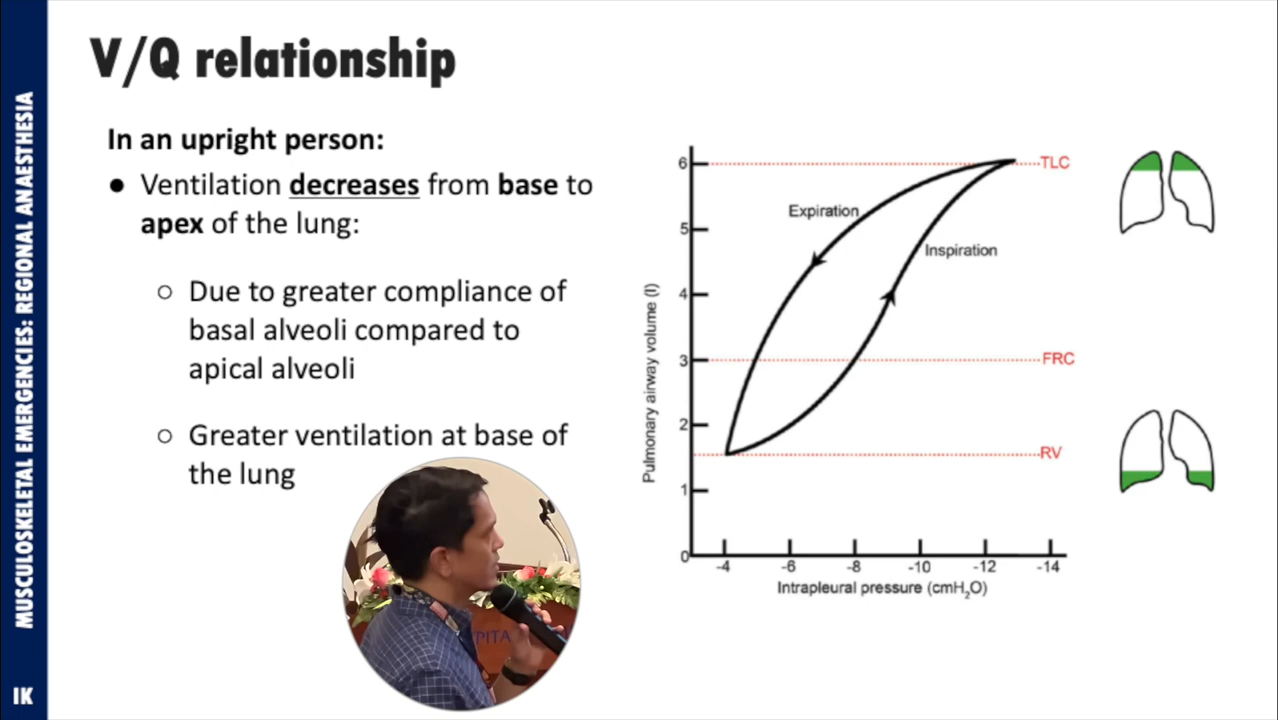 V/Q relationship
In an upright person:
● Ventilation decreases from base to
apex of the lung:
○ Due to greater compliance of
basal alveoli compared to
apical alveoli
○ Greater ventilation at base of
the lung
MUSCULOSKELETAL EMERGENCIES: REGIONAL ANAESTHESIA
IK
Pulmonary airway volume (l)
6
5
4
3
2
1
0
Expiration
Inspiration
TLC
FRC
RV
-4 -6 -8 -10 -12 -14
Intrapleural pressure (cmH₂O)
PITA